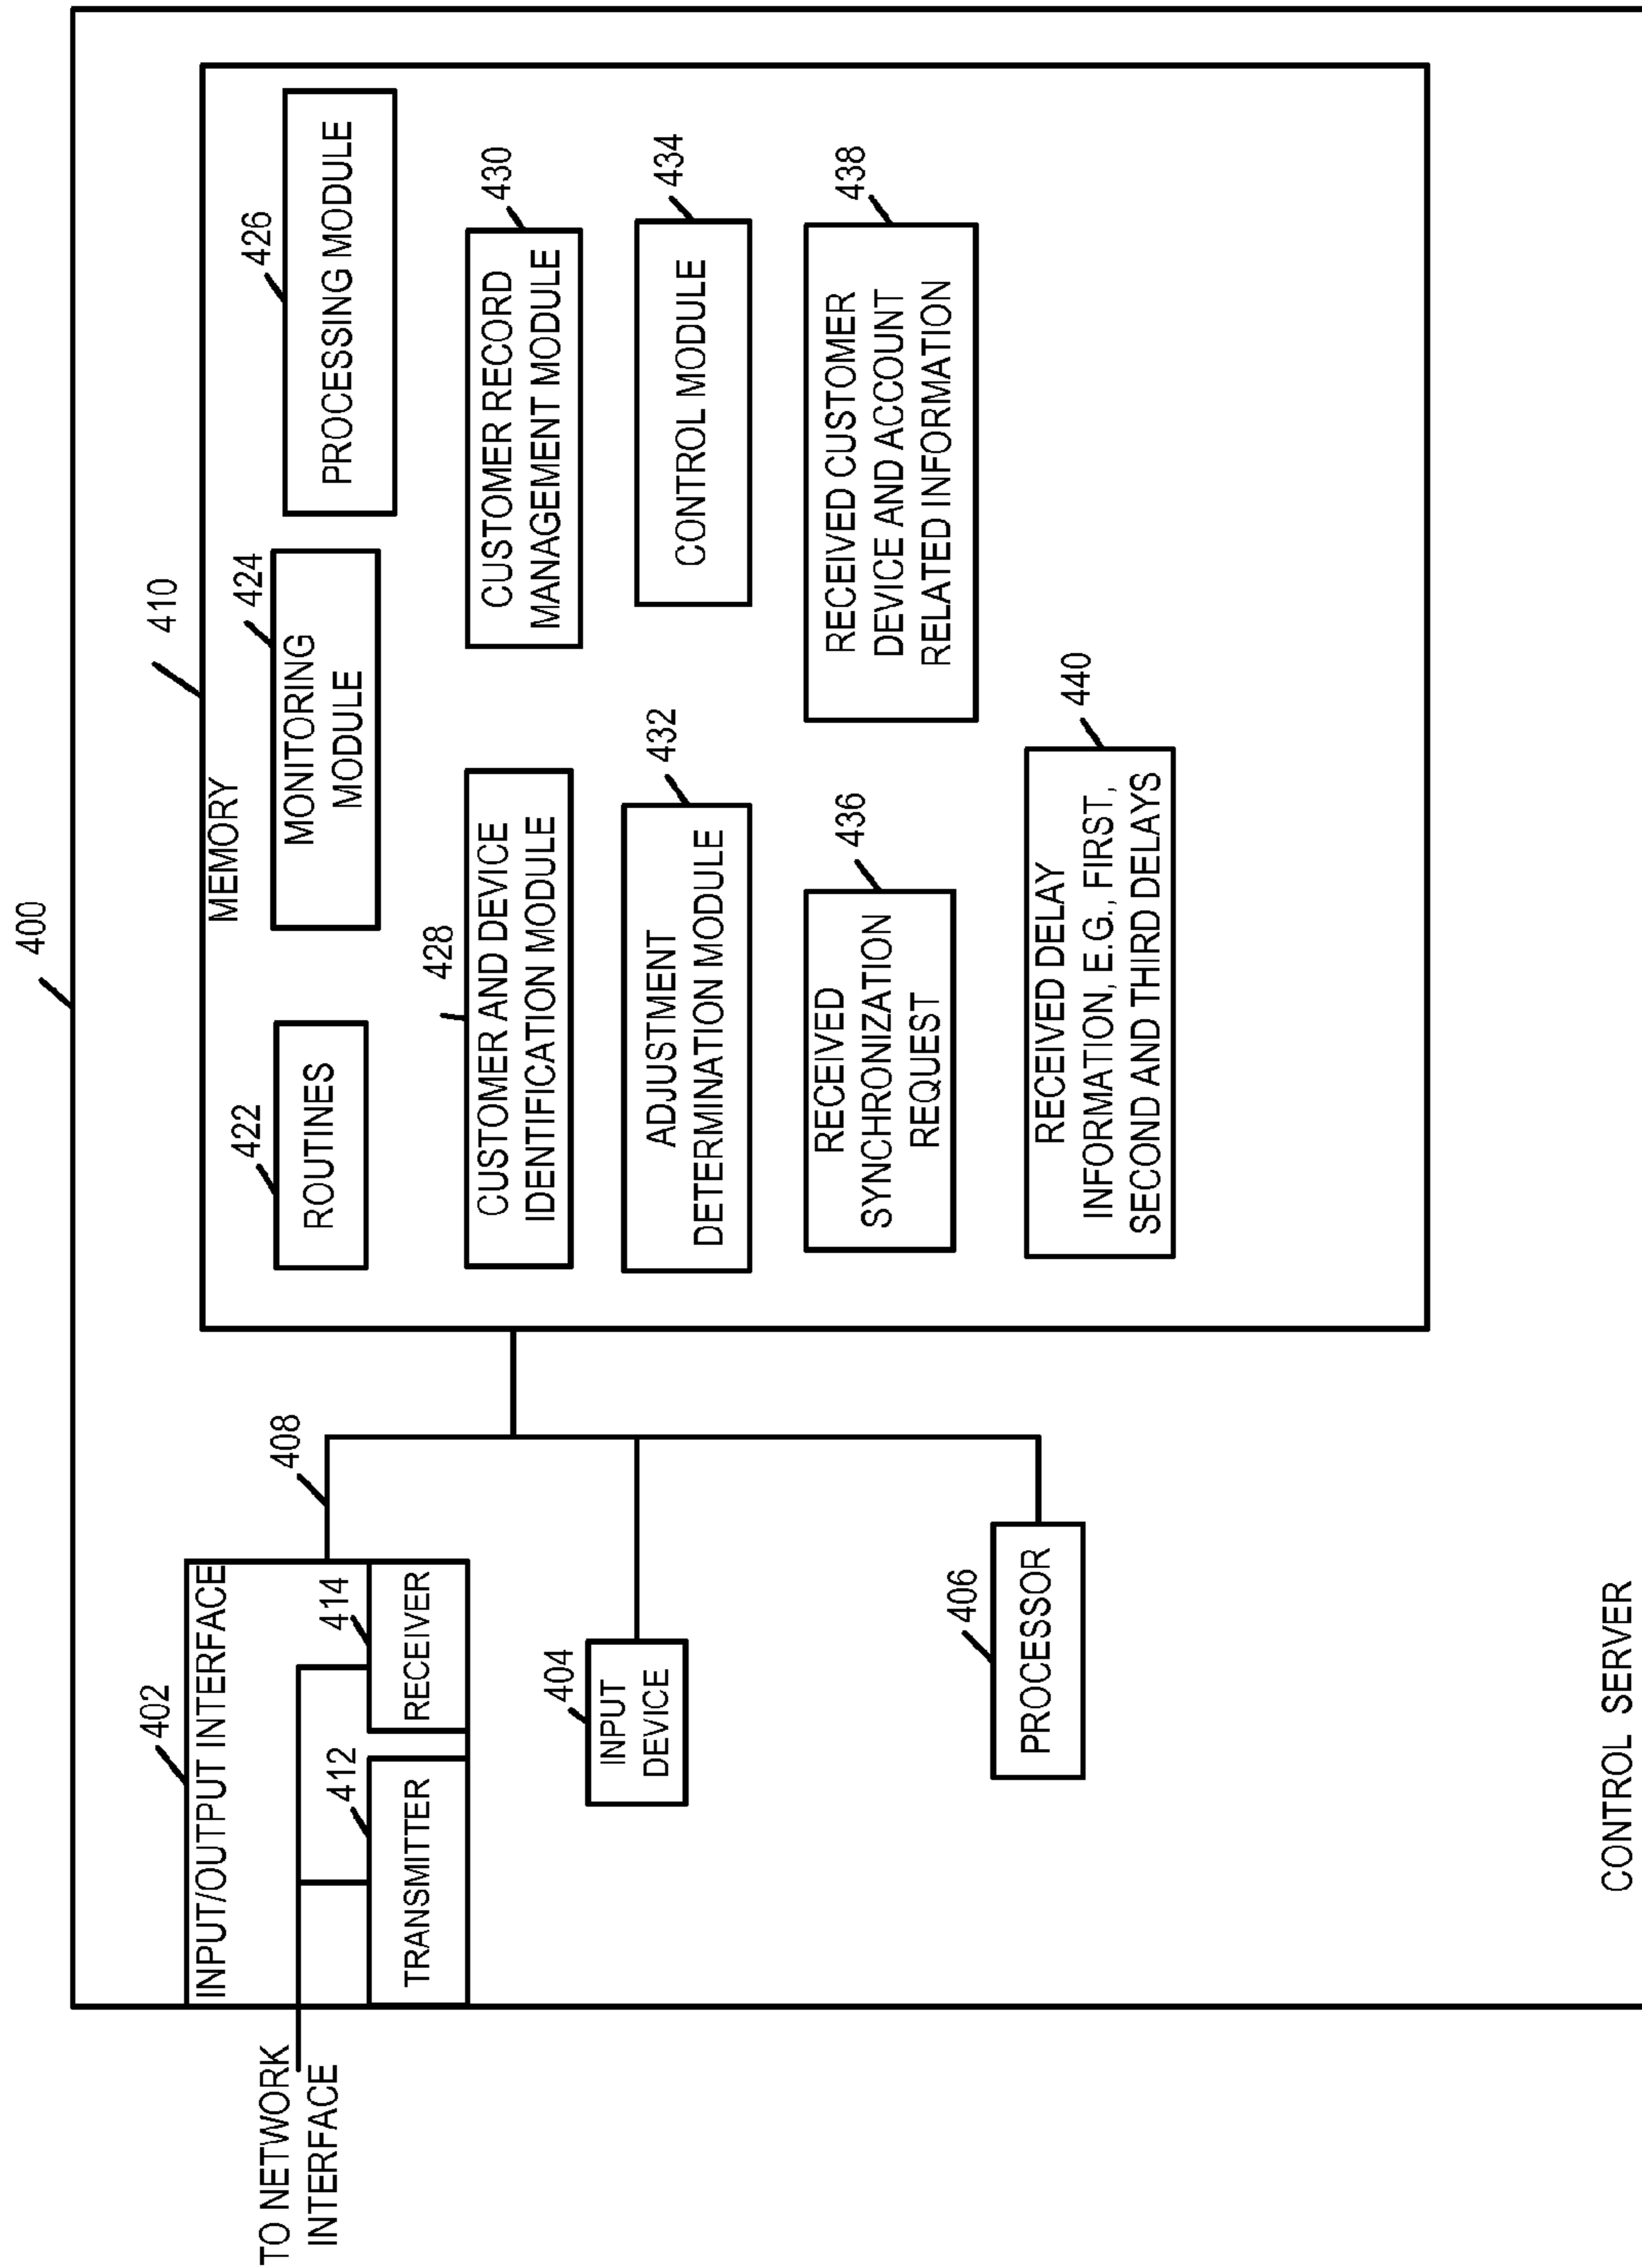 400
402
INPUT/OUTPUT INTERFACE
TO NETWORK
INTERFACE
412
TRANSMITTER
414
RECEIVER
408
404
INPUT
DEVICE
406
PROCESSOR
410
MEMORY
422
ROUTINES
424
MONITORING
MODULE
426
PROCESSING MODULE
428
CUSTOMER AND DEVICE
IDENTIFICATION MODULE
430
CUSTOMER RECORD
MANAGEMENT MODULE
432
ADJUSTMENT
DETERMINATION MODULE
434
CONTROL MODULE
436
RECEIVED
SYNCHRONIZATION
REQUEST
438
RECEIVED CUSTOMER
DEVICE AND ACCOUNT
RELATED INFORMATION
440
RECEIVED DELAY
INFORMATION, E.G., FIRST,
SECOND AND THIRD DELAYS
CONTROL SERVER